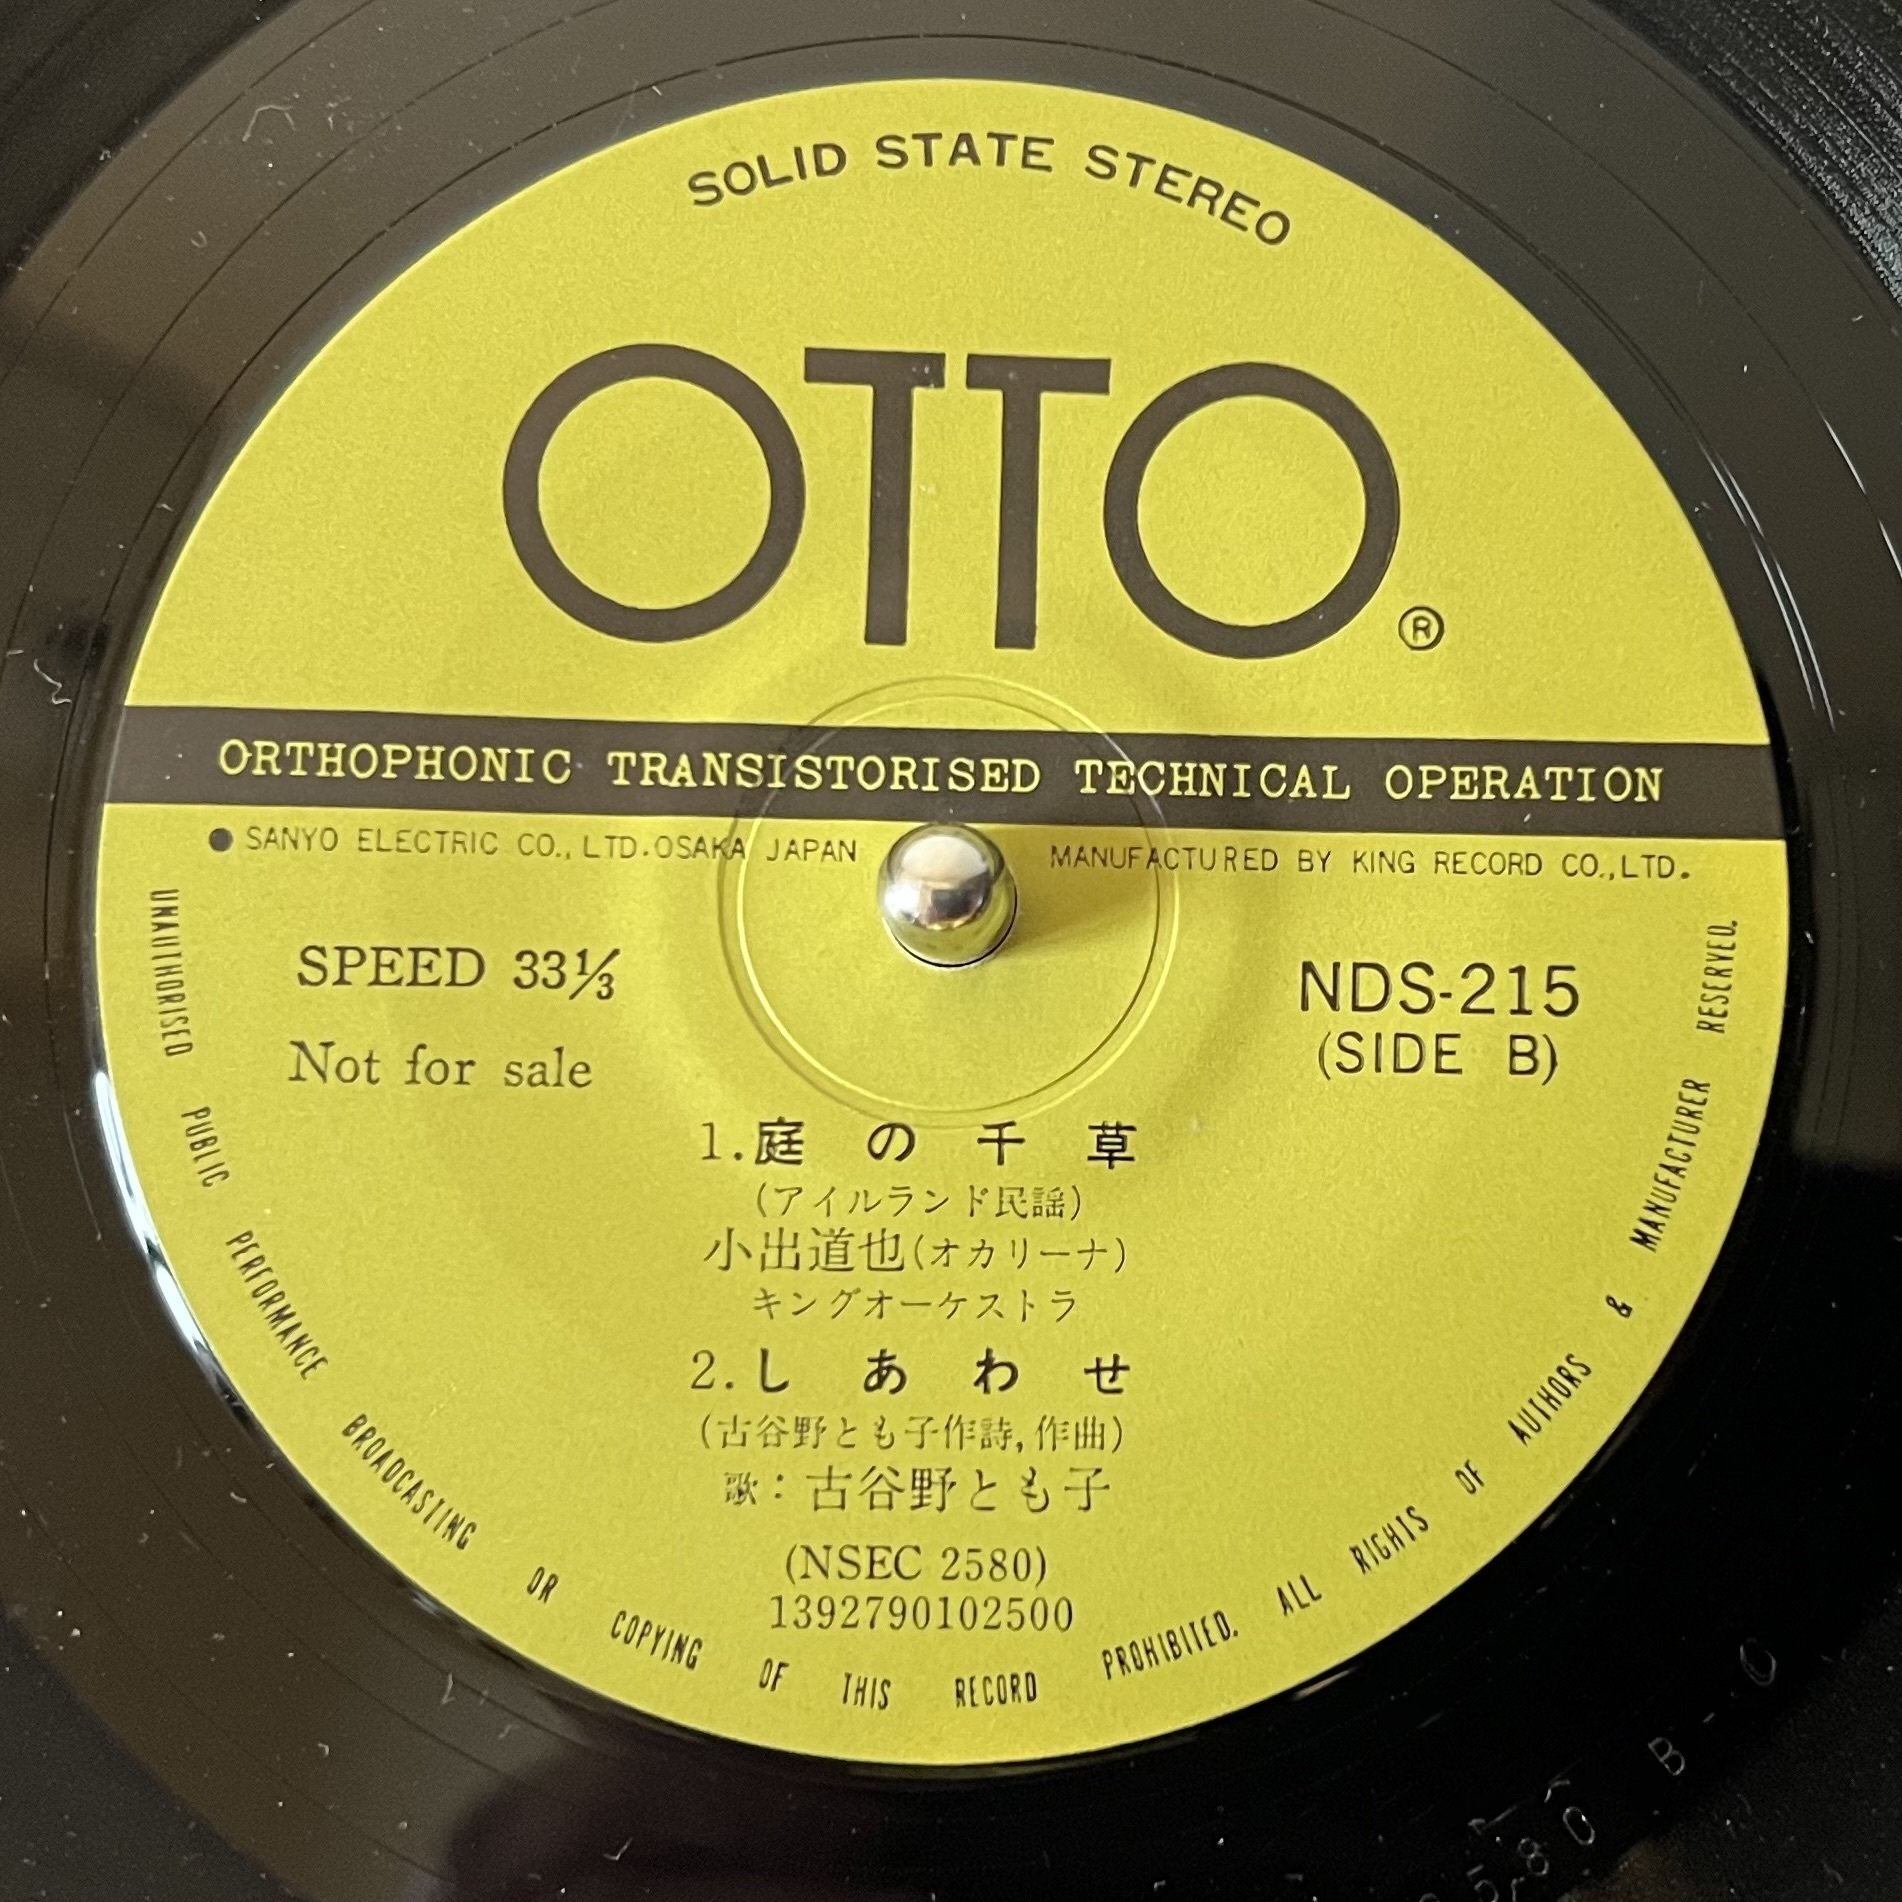 SOLID STATE STEREO
OTTO®
ORTHOPHONIC TRANSISTORISED TECHNICAL OPERATION
● SANYO ELECTRIC CO., LTD. OSAKA JAPAN
MANUFACTURED BY KING RECORD CO., LTD.
SPEED 33⅓
Not for sale
NDS-215
(SIDE B)
1. 庭の千草
(アイルランド民謡)
小出道也(オカリーナ)
キングオーケストラ
2. しあわせ
(古谷野とも子作詩, 作曲)
歌: 古谷野とも子
(NSEC 2580)
1392790102500
UNAUTHORISED PUBLIC PERFORMANCE BROADCASTING OR COPYING OF THIS RECORD PROHIBITED. ALL RIGHTS OF AUTHORS & MANUFACTURER RESERVED.